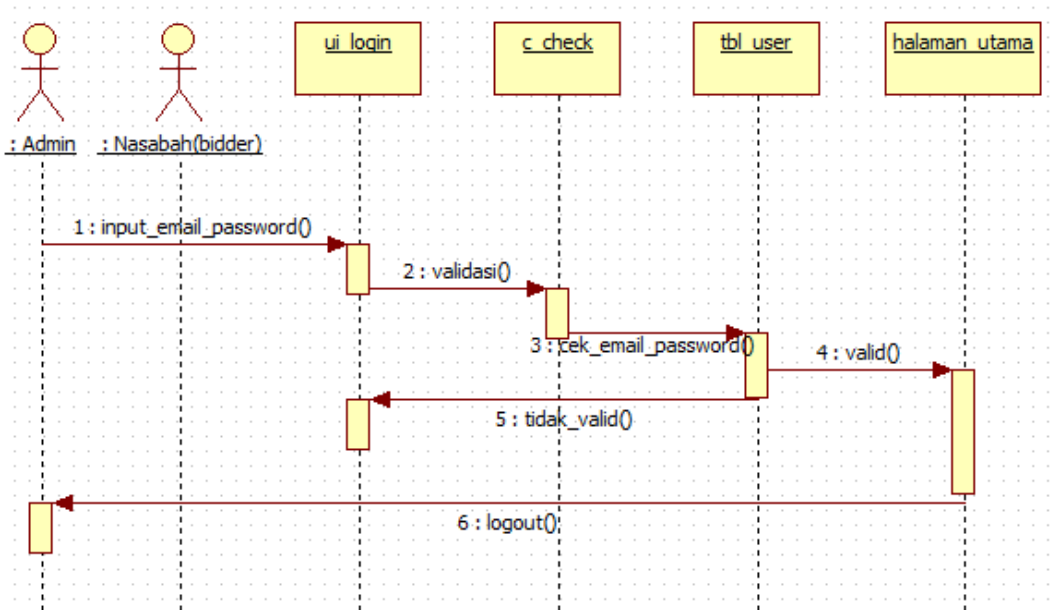 ui_login
c_check
tbl_user
halaman_utama
: Admin
: Nasabah(bidder)
1 : input_email_password()
2 : validasi()
3 : cek_email_password()
4 : valid()
5 : tidak_valid()
6 : logout()